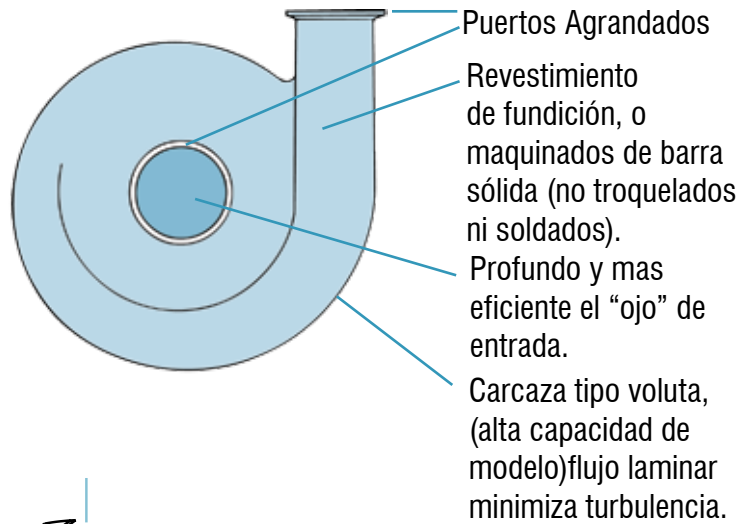 Puertos Agrandados
Revestimiento
de fundición, o
maquinados de barra
sólida (no troquelados
ni soldados).
Profundo y mas
eficiente el “ojo” de
entrada.
Carcaza tipo voluta,
(alta capacidad de
modelo)flujo laminar
minimiza turbulencia.